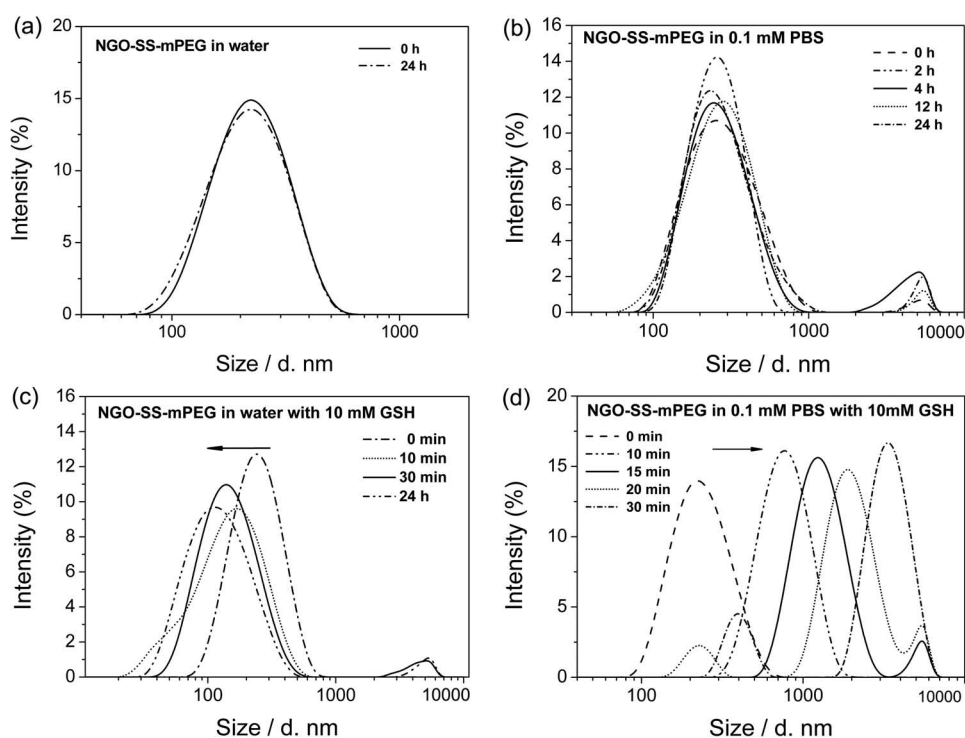 (a)
NGO-SS-mPEG in water
0 h
24 h
Intensity (%)
20
15
10
5
0
100
1000
Size / d. nm
(b)
NGO-SS-mPEG in 0.1 mM PBS
0 h
2 h
4 h
12 h
24 h
Intensity (%)
16
14
12
10
8
6
4
2
0
100
1000
10000
Size / d. nm
(c)
NGO-SS-mPEG in water with 10 mM GSH
0 min
10 min
30 min
24 h
Intensity (%)
16
14
12
10
8
6
4
2
0
100
1000
10000
Size / d. nm
(d)
NGO-SS-mPEG in 0.1 mM PBS with 10mM GSH
0 min
10 min
15 min
20 min
30 min
Intensity (%)
20
15
10
5
0
100
1000
10000
Size / d. nm